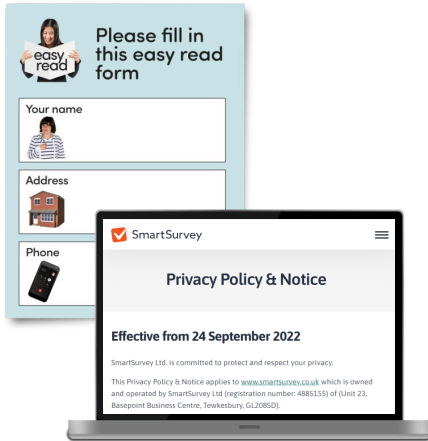 easy
read
Please fill in
this easy read
form
Your name
Address
Phone
SmartSurvey
Privacy Policy & Notice
Effective from 24 September 2022
SmartSurvey Ltd. is committed to protect and respect your privacy.
This Privacy Policy & Notice applies to www.smartsurvey.co.uk which is owned
and operated by SmartSurvey Ltd (registration number: 4885155) of (Unit 23,
Basepoint Business Centre, Tewkesbury, GL208SD).